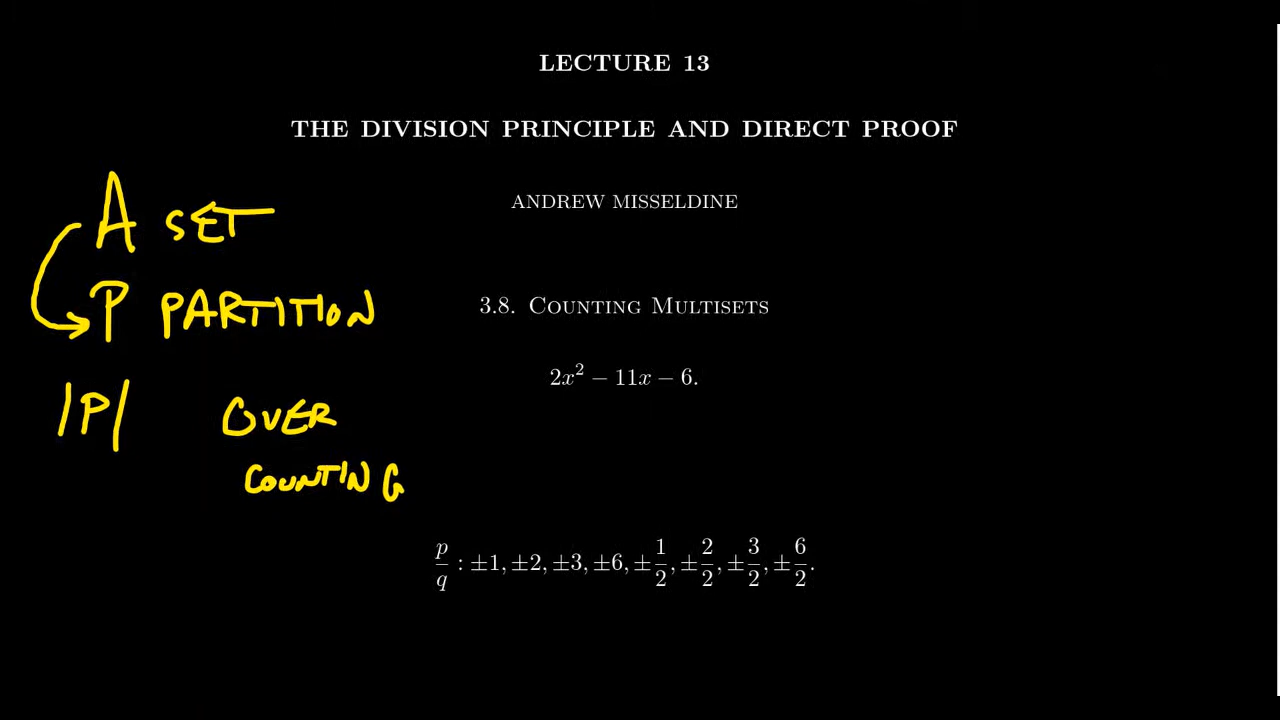 LECTURE 13
THE DIVISION PRINCIPLE AND DIRECT PROOF
ANDREW MISSELDINE
A SET
P PARTITION
3.8. COUNTING MULTISETS
2x² − 11x − 6.
|P| OVER
COUNTING
p/q : ±1, ±2, ±3, ±6, ±1/2, ±2/2, ±3/2, ±6/2.